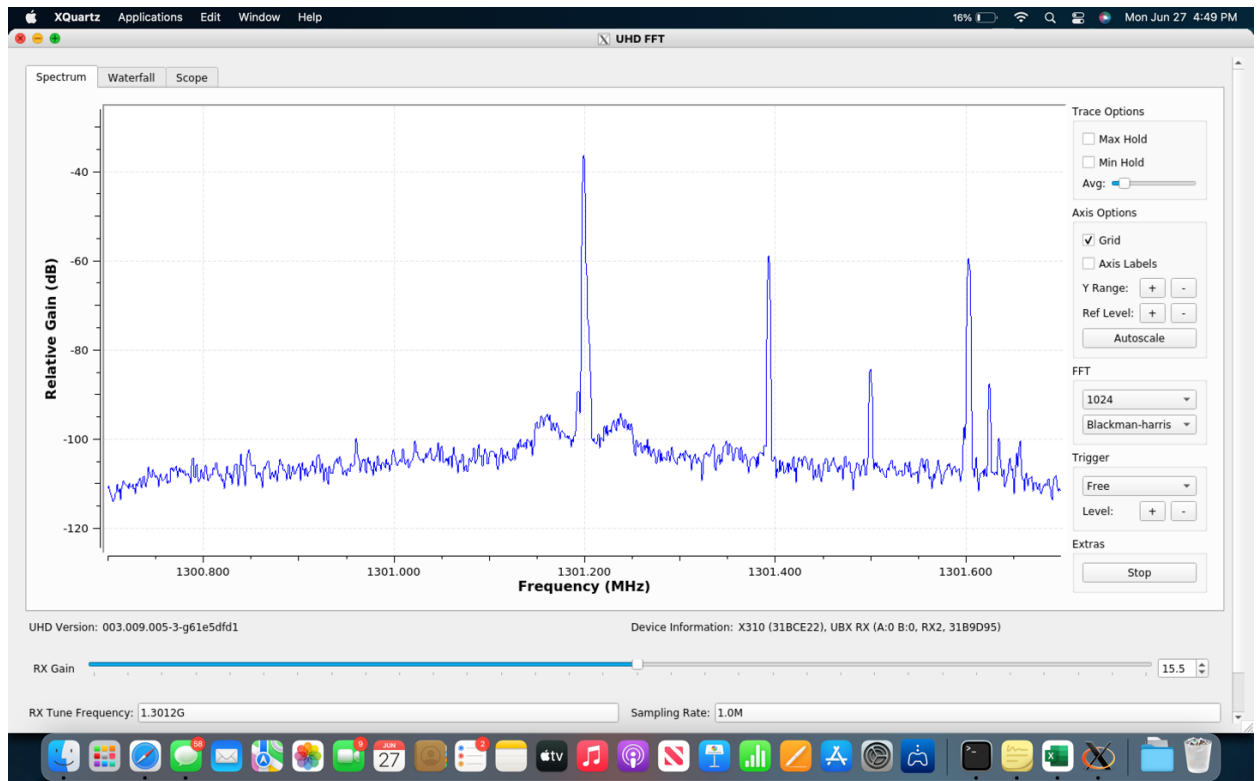 XQuartz Applications Edit Window Help 16% Mon Jun 27 4:49 PM
X UHD FFT
Spectrum Waterfall Scope
Trace Options
Max Hold
Min Hold
Avg:
Axis Options
Grid
Axis Labels
Y Range: + -
Ref Level: + -
Autoscale
FFT
1024
Blackman-harris
Trigger
Free
Level: + -
Extras
Stop
Relative Gain (dB)
-40
-60
-80
-100
-120
1300.800 1301.000 1301.200 1301.400 1301.600
Frequency (MHz)
UHD Version: 003.009.005-3-g61e5dfd1 Device Information: X310 (31BCE22), UBX RX (A:0 B:0, RX2, 31B9D95)
RX Gain 15.5
RX Tune Frequency: 1.3012G Sampling Rate: 1.0M
68 9 JUN 27 2 tv